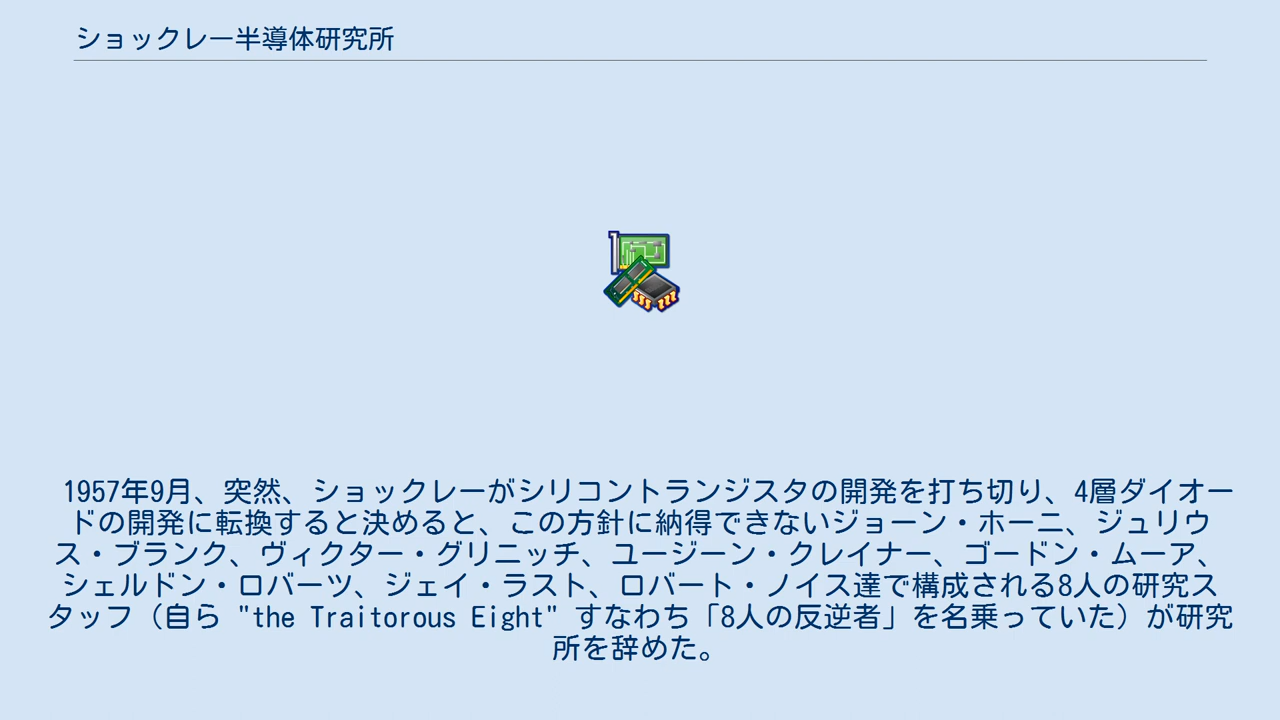 ショックレー半導体研究所
1957年9月、突然、ショックレーがシリコントランジスタの開発を打ち切り、4層ダイオー
ドの開発に転換すると決めると、この方針に納得できないジョーン・ホーニ、ジュリウ
ス・ブランク、ヴィクター・グリニッチ、ユージーン・クレイナー、ゴードン・ムーア、
シェルドン・ロバーツ、ジェイ・ラスト、ロバート・ノイス達で構成される8人の研究ス
タッフ（自ら "the Traitorous Eight" すなわち「8人の反逆者」を名乗っていた）が研究
所を辞めた。